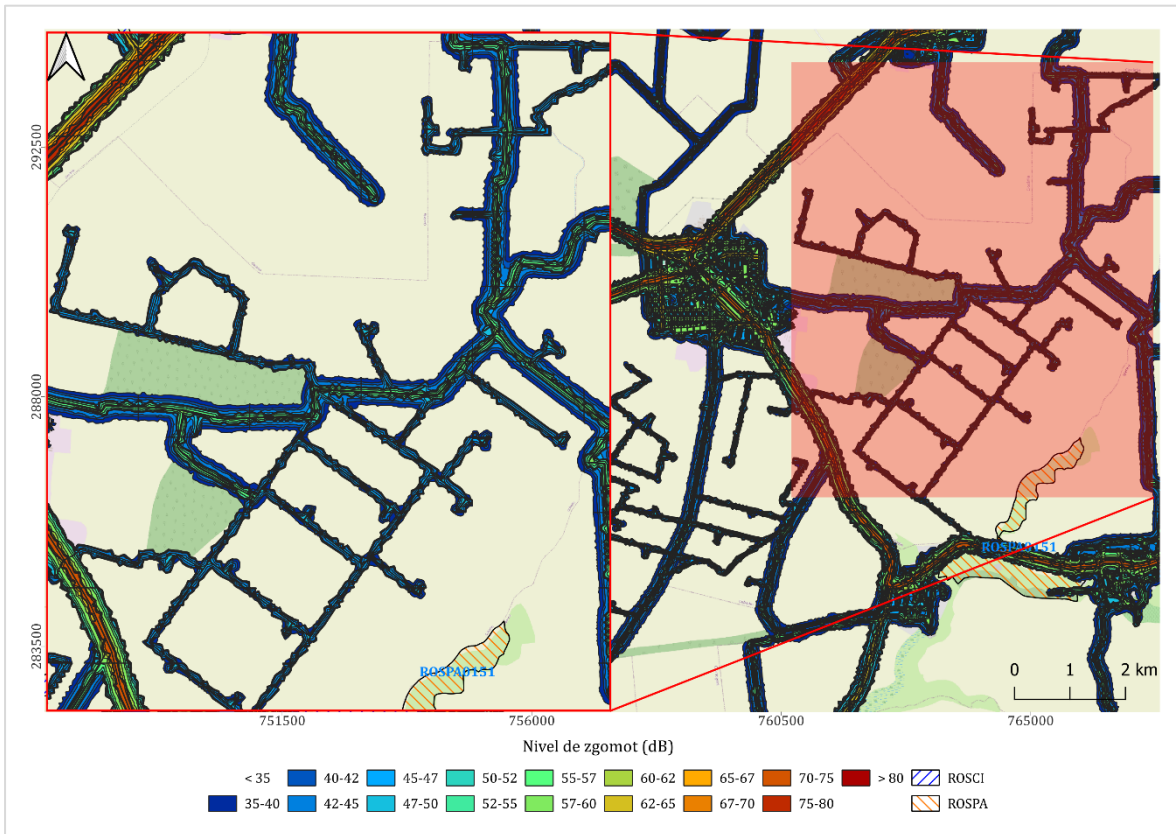 292500
288000
283500
ROSPA0151
ROSPA0151
0 1 2 km
751500 756000 760500 765000
Nivel de zgomot (dB)
< 35 40-42 45-47 50-52 55-57 60-62 65-67 70-75 > 80 ROSCI
35-40 42-45 47-50 52-55 57-60 62-65 67-70 75-80 ROSPA